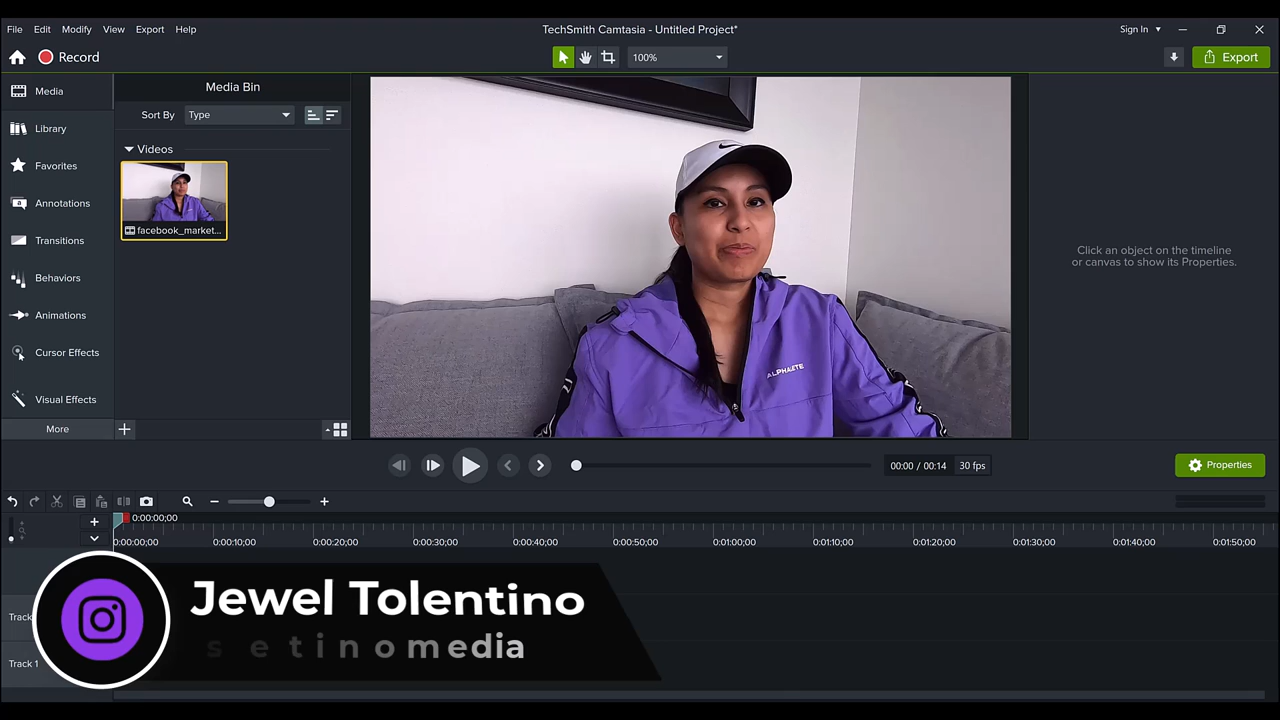 File Edit Modify View Export Help
TechSmith Camtasia - Untitled Project*
Sign In
Record
100%
Export
Media
Library
Favorites
Annotations
Transitions
Behaviors
Animations
Cursor Effects
Visual Effects
More
Media Bin
Sort By Type
Videos
facebook_market...
ALPHALETE
Click an object on the timeline
or canvas to show its Properties.
00:00 / 00:14 30 fps
Properties
0:00:00;00
0:00:00;00 0:00:10;00 0:00:20;00 0:00:30;00 0:00:40;00 0:00:50;00 0:01:00;00 0:01:10;00 0:01:20;00 0:01:30;00 0:01:40;00 0:01:50;00
Track
Track 1
Jewel Tolentino
s e t i n o media